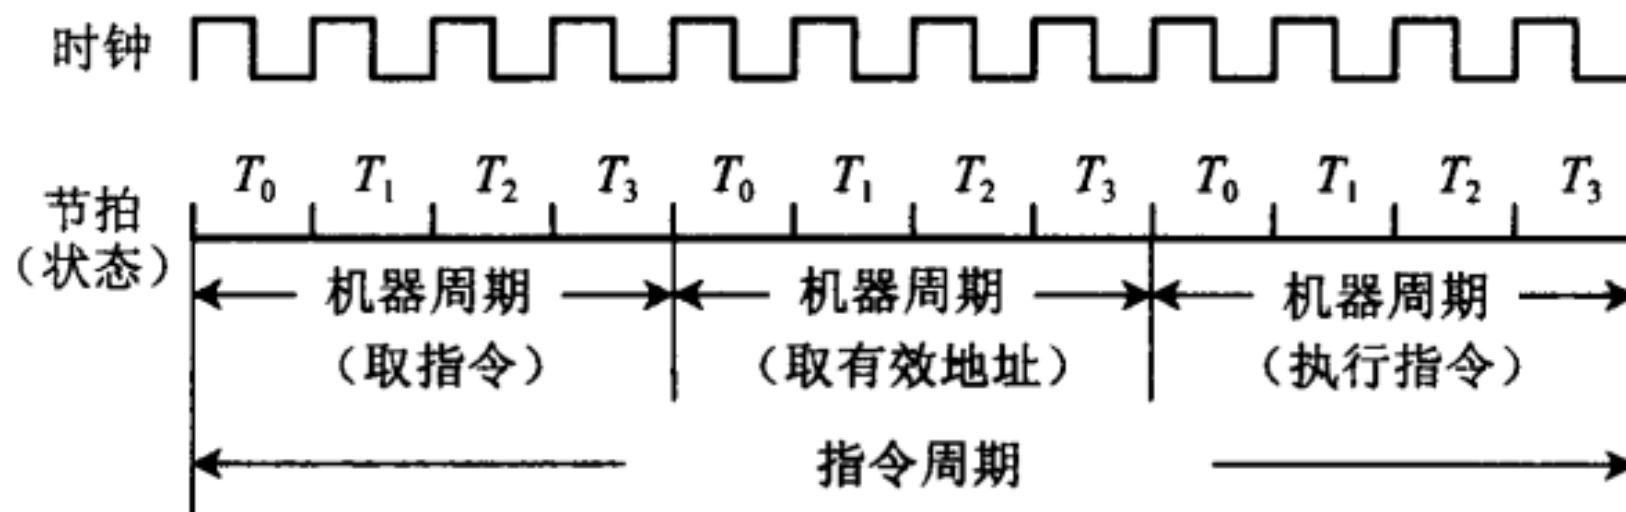 时钟
T₀ T₁ T₂ T₃ T₀ T₁ T₂ T₃ T₀ T₁ T₂ T₃
节拍
（状态）
机器周期 机器周期 机器周期
（取指令） （取有效地址） （执行指令）
指令周期